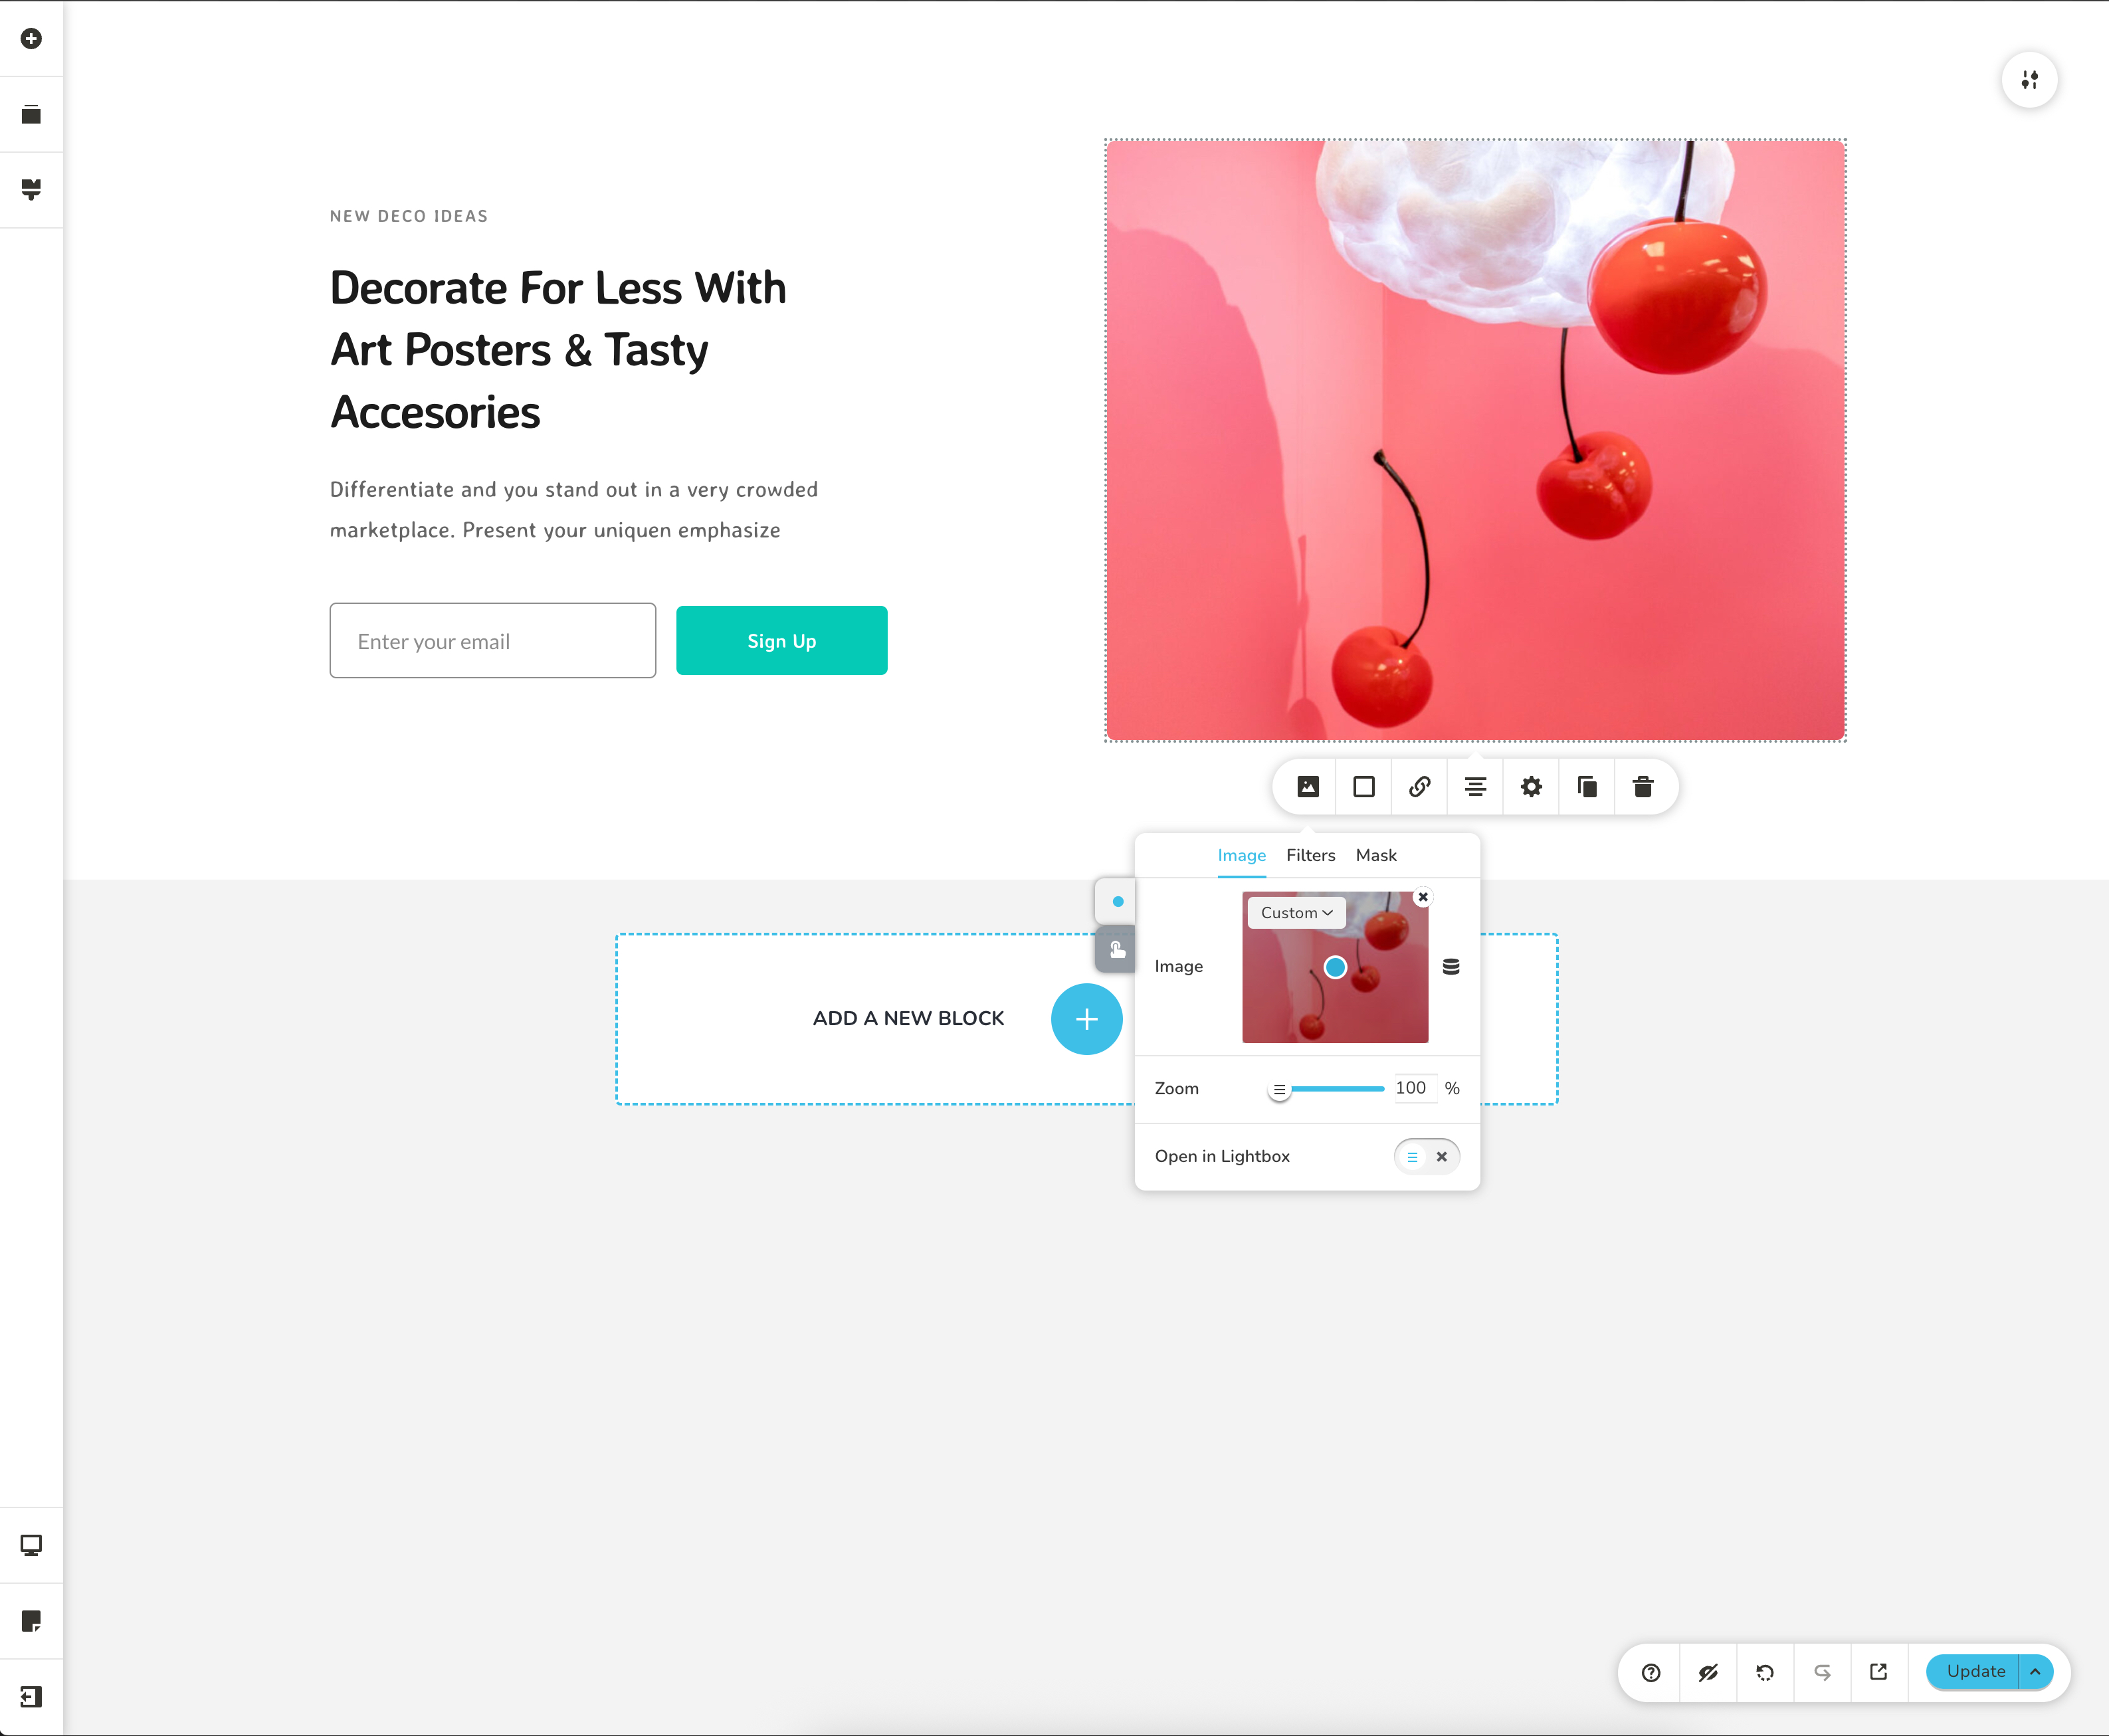 NEW DECO IDEAS
Decorate For Less With
Art Posters & Tasty
Accesories
Differentiate and you stand out in a very crowded
marketplace. Present your uniquen emphasize
Enter your email
Sign Up
Image Filters Mask
Custom
Image
ADD A NEW BLOCK
Zoom 100 %
Open in Lightbox
Update